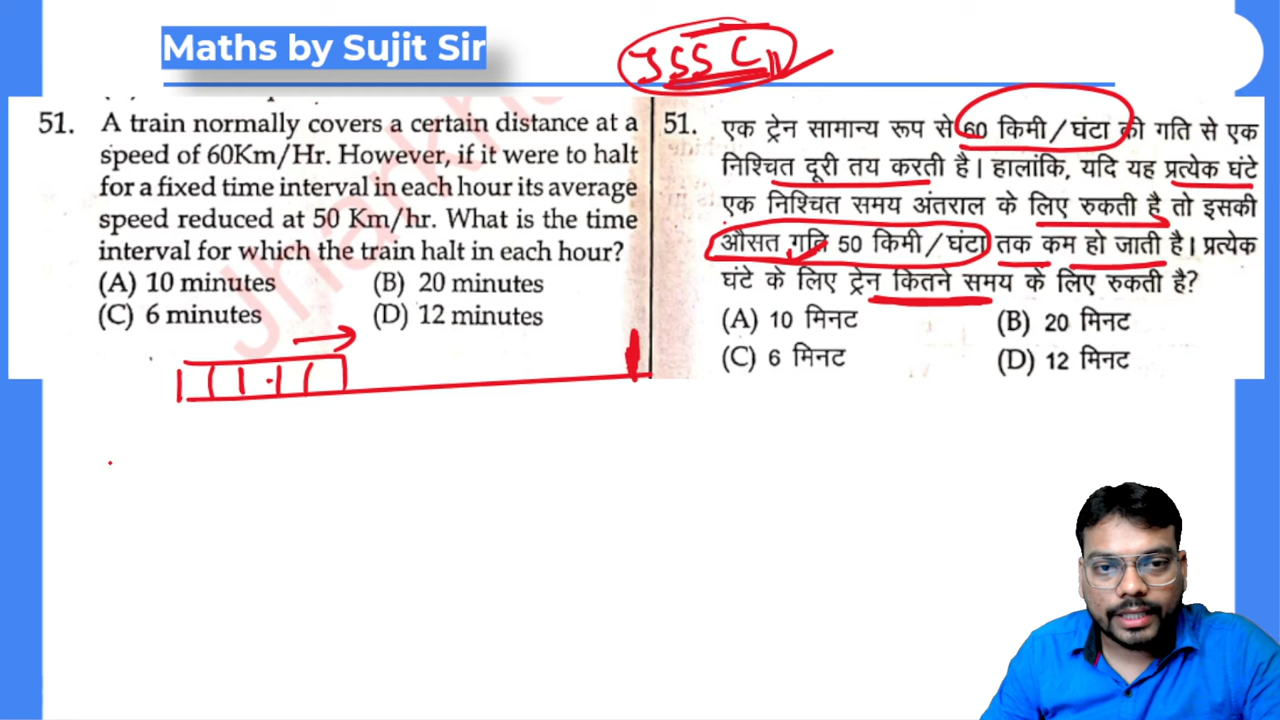 Maths by Sujit Sir
JSSC
51. A train normally covers a certain distance at a
speed of 60Km/Hr. However, if it were to halt
for a fixed time interval in each hour its average
speed reduced at 50 Km/hr. What is the time
interval for which the train halt in each hour?
(A) 10 minutes (B) 20 minutes
(C) 6 minutes (D) 12 minutes
51. एक ट्रेन सामान्य रूप से 60 किमी/घंटा की गति से एक
निश्चित दूरी तय करती है। हालांकि, यदि यह प्रत्येक घंटे
एक निश्चित समय अंतराल के लिए रुकती है तो इसकी
औसत गति 50 किमी/घंटा तक कम हो जाती है। प्रत्येक
घंटे के लिए ट्रेन कितने समय के लिए रुकती है?
(A) 10 मिनट (B) 20 मिनट
(C) 6 मिनट (D) 12 मिनट